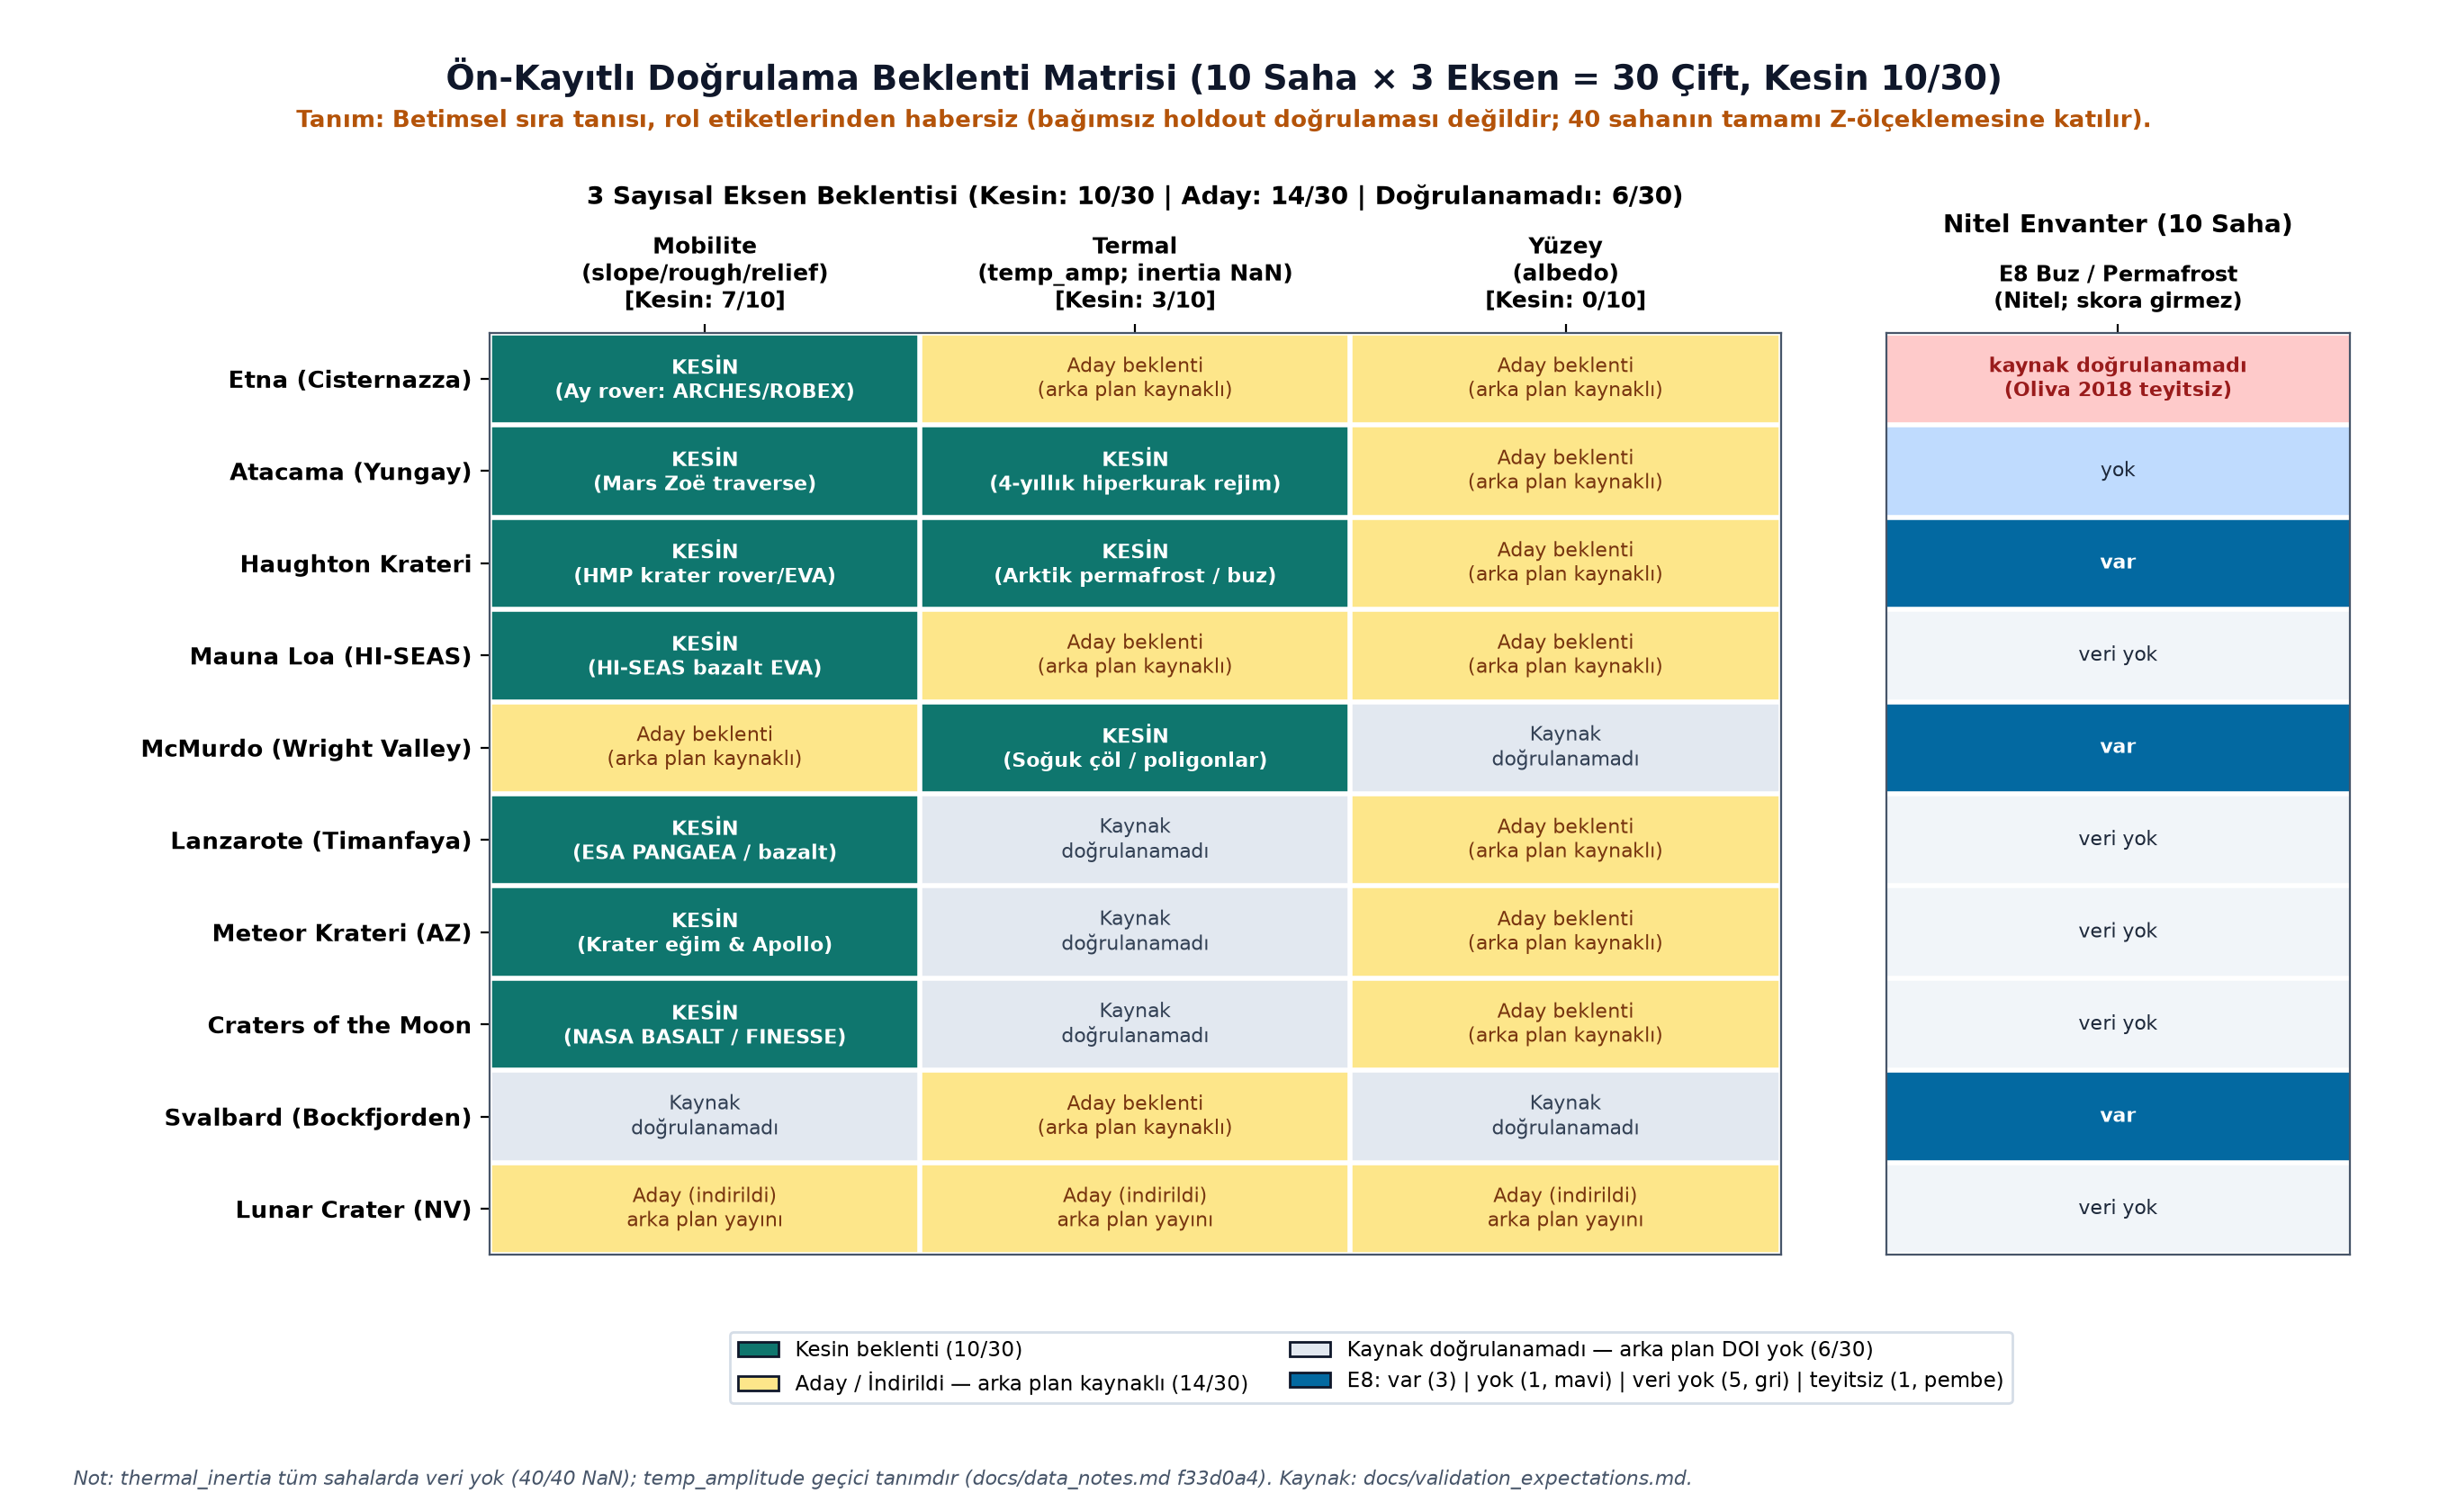 Ön-Kayıtlı Doğrulama Beklenti Matrisi (10 Saha × 3 Eksen = 30 Çift, Kesin 10/30)
Tanım: Betimsel sıra tanısı, rol etiketlerinden habersiz (bağımsız holdout doğrulaması değildir; 40 sahanın tamamı Z-ölçeklemesine katılır).
3 Sayısal Eksen Beklentisi (Kesin: 10/30 | Aday: 14/30 | Doğrulanamadı: 6/30)
Mobilite
(slope/rough/relief)
[Kesin: 7/10]
Termal
(temp_amp; inertia NaN)
[Kesin: 3/10]
Yüzey
(albedo)
[Kesin: 0/10]
Nitel Envanter (10 Saha)
E8 Buz / Permafrost
(Nitel; skora girmez)
Etna (Cisternazza)
KESİN
(Ay rover: ARCHES/ROBEX)
Aday beklenti
(arka plan kaynaklı)
Aday beklenti
(arka plan kaynaklı)
kaynak doğrulanamadı
(Oliva 2018 teyitsiz)
Atacama (Yungay)
KESİN
(Mars Zoë traverse)
KESİN
(4-yıllık hiperkurak rejim)
Aday beklenti
(arka plan kaynaklı)
yok
Haughton Krateri
KESİN
(HMP krater rover/EVA)
KESİN
(Arktik permafrost / buz)
Aday beklenti
(arka plan kaynaklı)
var
Mauna Loa (HI-SEAS)
KESİN
(HI-SEAS bazalt EVA)
Aday beklenti
(arka plan kaynaklı)
Aday beklenti
(arka plan kaynaklı)
veri yok
McMurdo (Wright Valley)
Aday beklenti
(arka plan kaynaklı)
KESİN
(Soğuk çöl / poligonlar)
Kaynak
doğrulanamadı
var
Lanzarote (Timanfaya)
KESİN
(ESA PANGAEA / bazalt)
Kaynak
doğrulanamadı
Aday beklenti
(arka plan kaynaklı)
veri yok
Meteor Krateri (AZ)
KESİN
(Krater eğim & Apollo)
Kaynak
doğrulanamadı
Aday beklenti
(arka plan kaynaklı)
veri yok
Craters of the Moon
KESİN
(NASA BASALT / FINESSE)
Kaynak
doğrulanamadı
Aday beklenti
(arka plan kaynaklı)
veri yok
Svalbard (Bockfjorden)
Kaynak
doğrulanamadı
Aday beklenti
(arka plan kaynaklı)
Kaynak
doğrulanamadı
var
Lunar Crater (NV)
Aday (indirildi)
arka plan yayını
Aday (indirildi)
arka plan yayını
Aday (indirildi)
arka plan yayını
veri yok
Kesin beklenti (10/30)
Aday / İndirildi — arka plan kaynaklı (14/30)
Kaynak doğrulanamadı — arka plan DOI yok (6/30)
E8: var (3) | yok (1, mavi) | veri yok (5, gri) | teyitsiz (1, pembe)
Not: thermal_inertia tüm sahalarda veri yok (40/40 NaN); temp_amplitude geçici tanımdır (docs/data_notes.md f33d0a4). Kaynak: docs/validation_expectations.md.